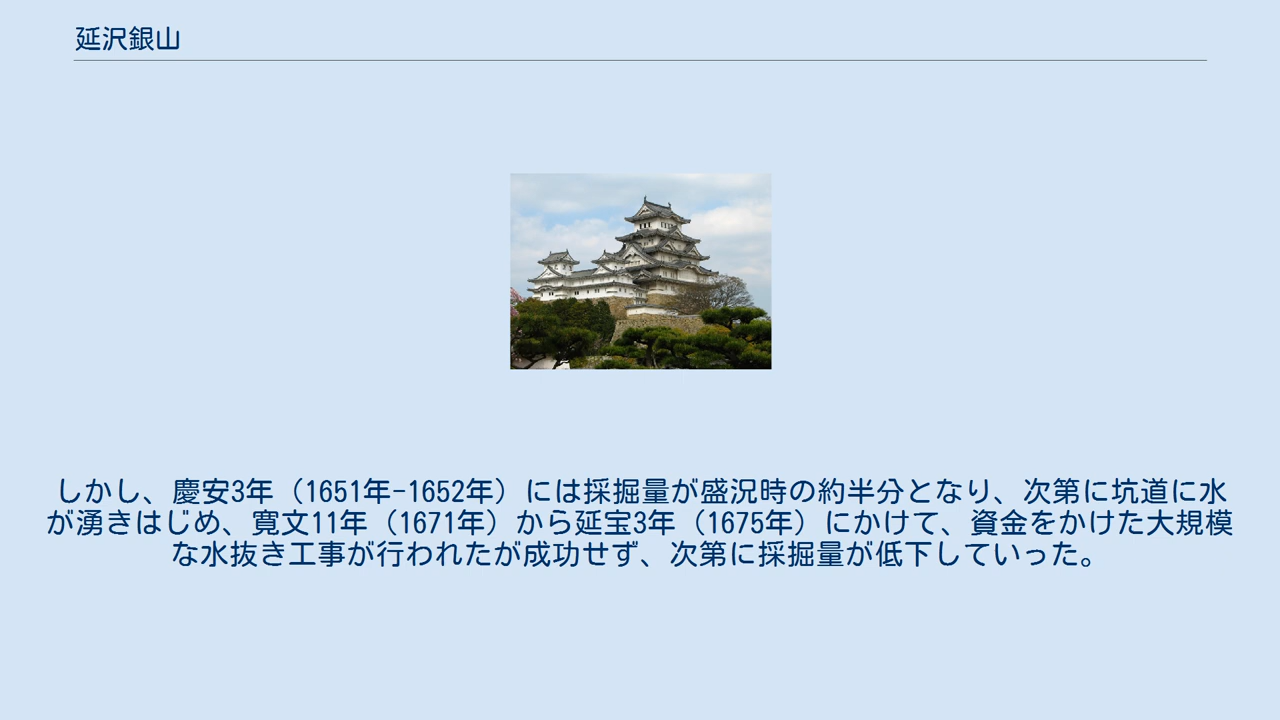 延沢銀山
しかし、慶安3年（1651年-1652年）には採掘量が盛況時の約半分となり、次第に坑道に水
が湧きはじめ、寛文11年（1671年）から延宝3年（1675年）にかけて、資金をかけた大規模
な水抜き工事が行われたが成功せず、次第に採掘量が低下していった。